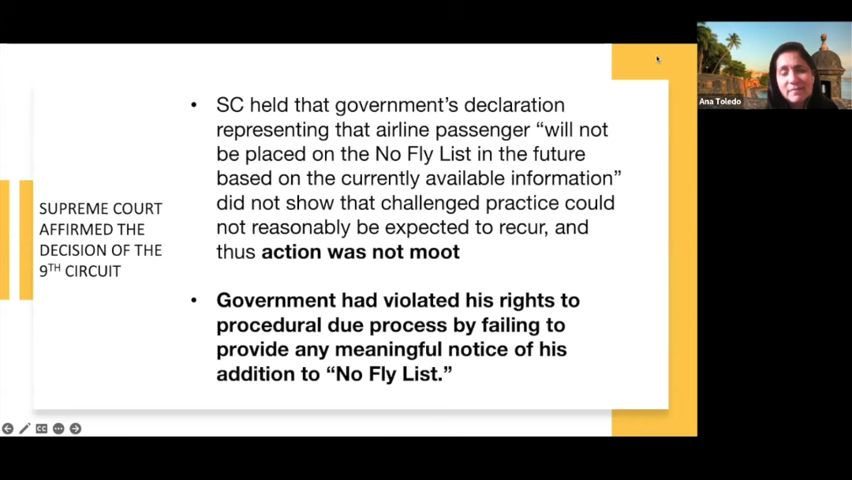 SUPREME COURT
AFFIRMED THE
DECISION OF THE
9TH CIRCUIT
• SC held that government’s declaration
representing that airline passenger “will not
be placed on the No Fly List in the future
based on the currently available information”
did not show that challenged practice could
not reasonably be expected to recur, and
thus action was not moot
• Government had violated his rights to
procedural due process by failing to
provide any meaningful notice of his
addition to “No Fly List.”
Ana Toledo
CC